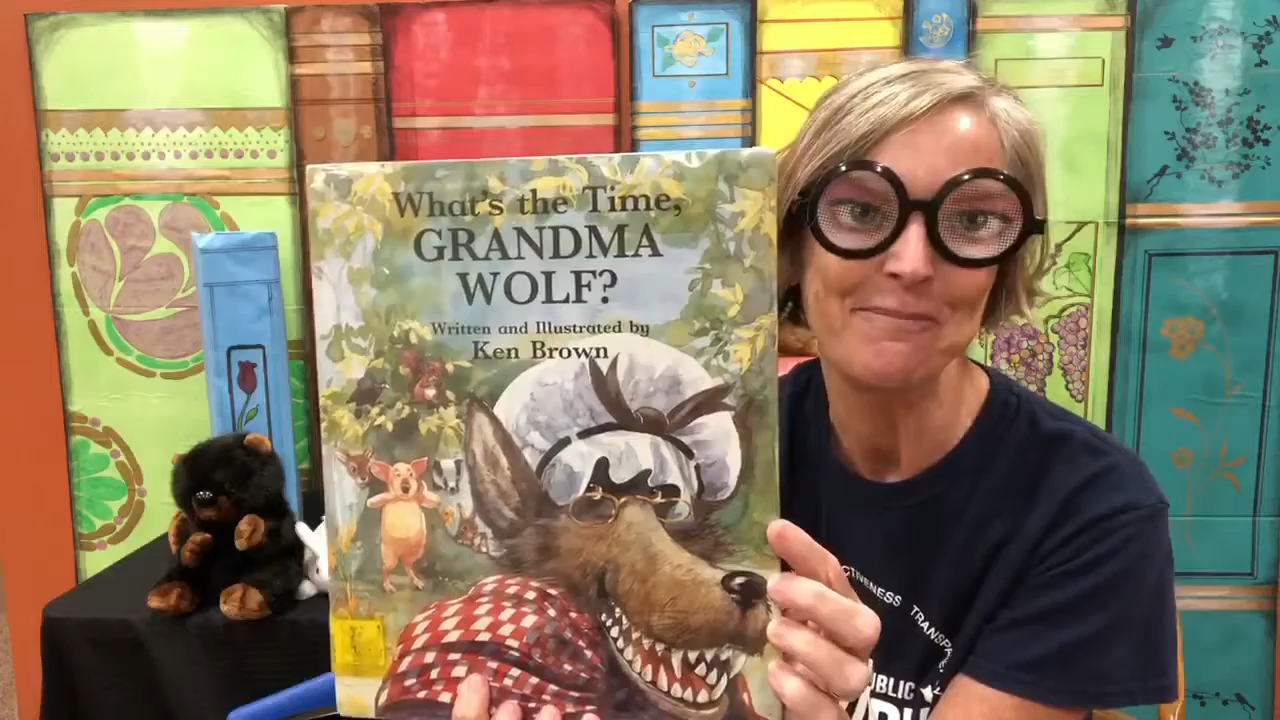 What's the Time,
GRANDMA
WOLF?
Written and Illustrated by
Ken Brown